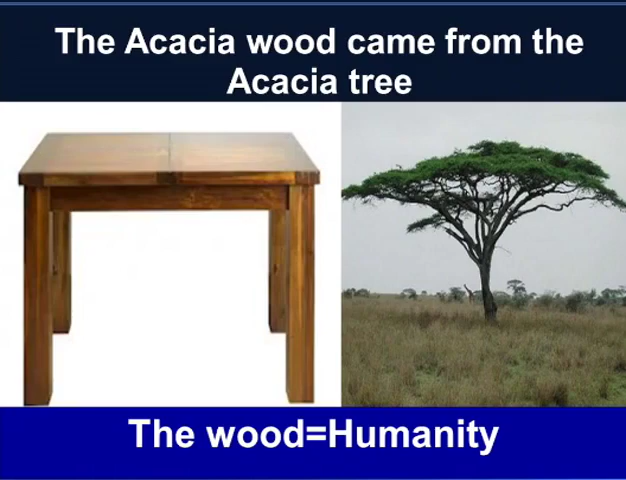 The Acacia wood came from the
Acacia tree
The wood=Humanity